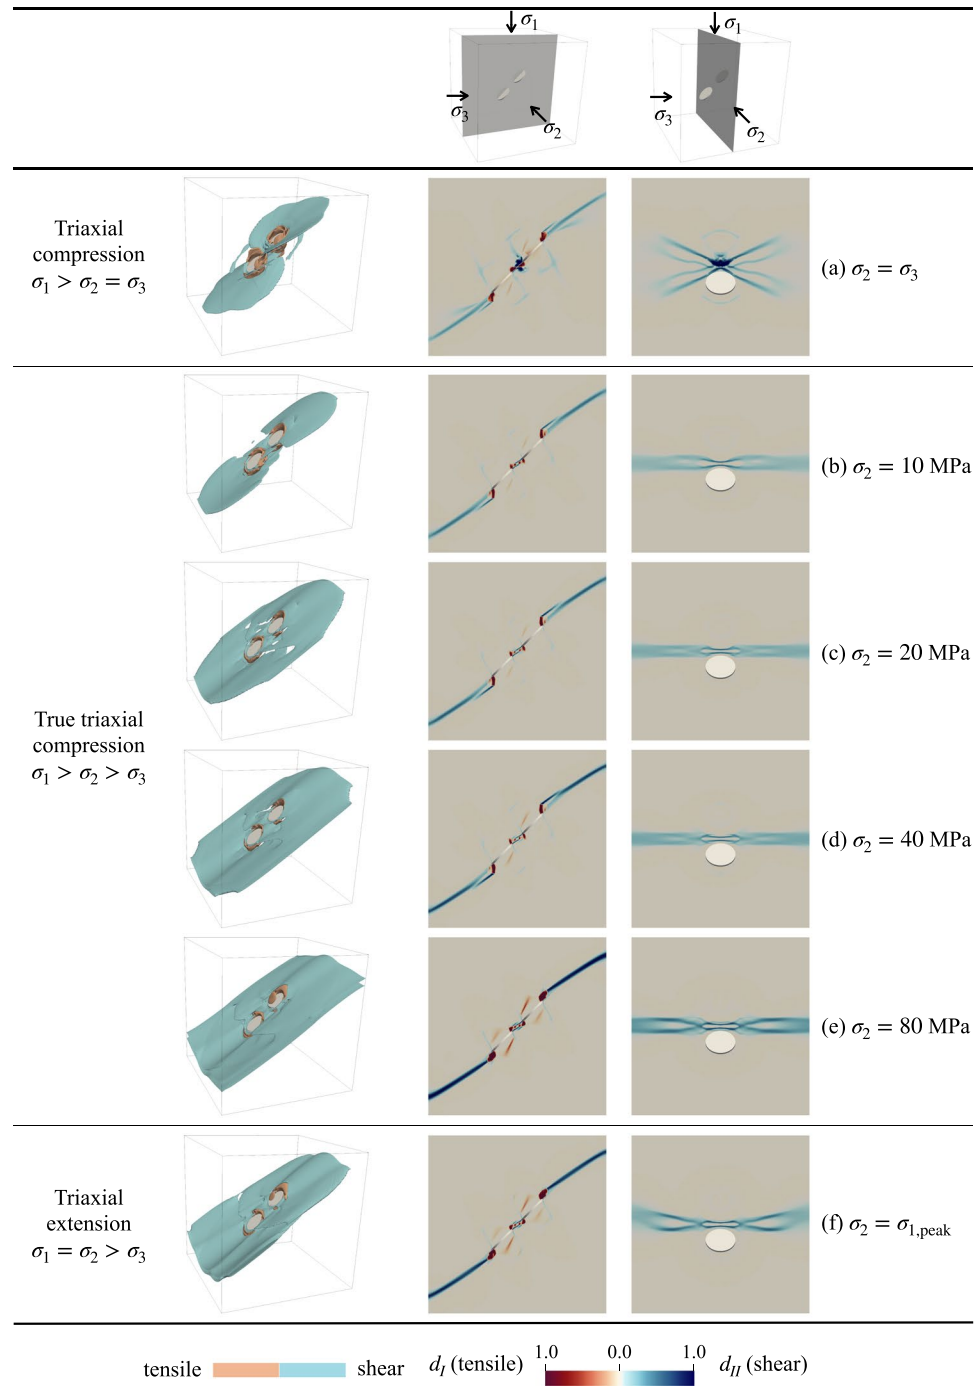 σ1 σ1
σ3 σ2 σ3 σ2
Triaxial
compression
σ1 > σ2 = σ3
(a) σ2 = σ3
(b) σ2 = 10 MPa
(c) σ2 = 20 MPa
True triaxial
compression
σ1 > σ2 > σ3
(d) σ2 = 40 MPa
(e) σ2 = 80 MPa
Triaxial
extension
σ1 = σ2 > σ3
(f) σ2 = σ1,peak
1.0 0.0 1.0
tensile shear dI (tensile) dII (shear)